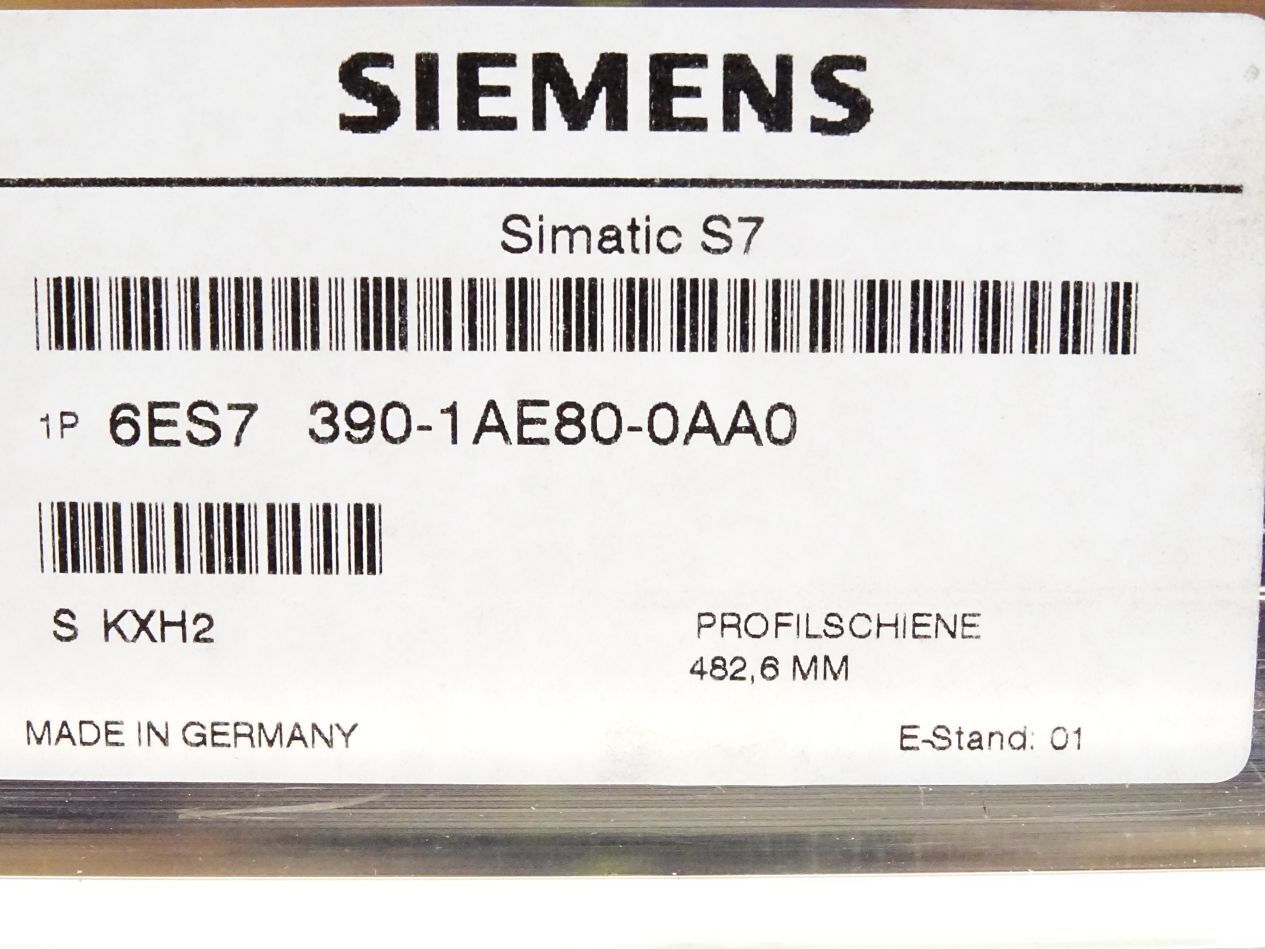 SIEMENS
Simatic S7
1P 6ES7 390-1AE80-0AA0
S KXH2
PROFILSCHIENE
482,6 MM
MADE IN GERMANY
E-Stand: 01